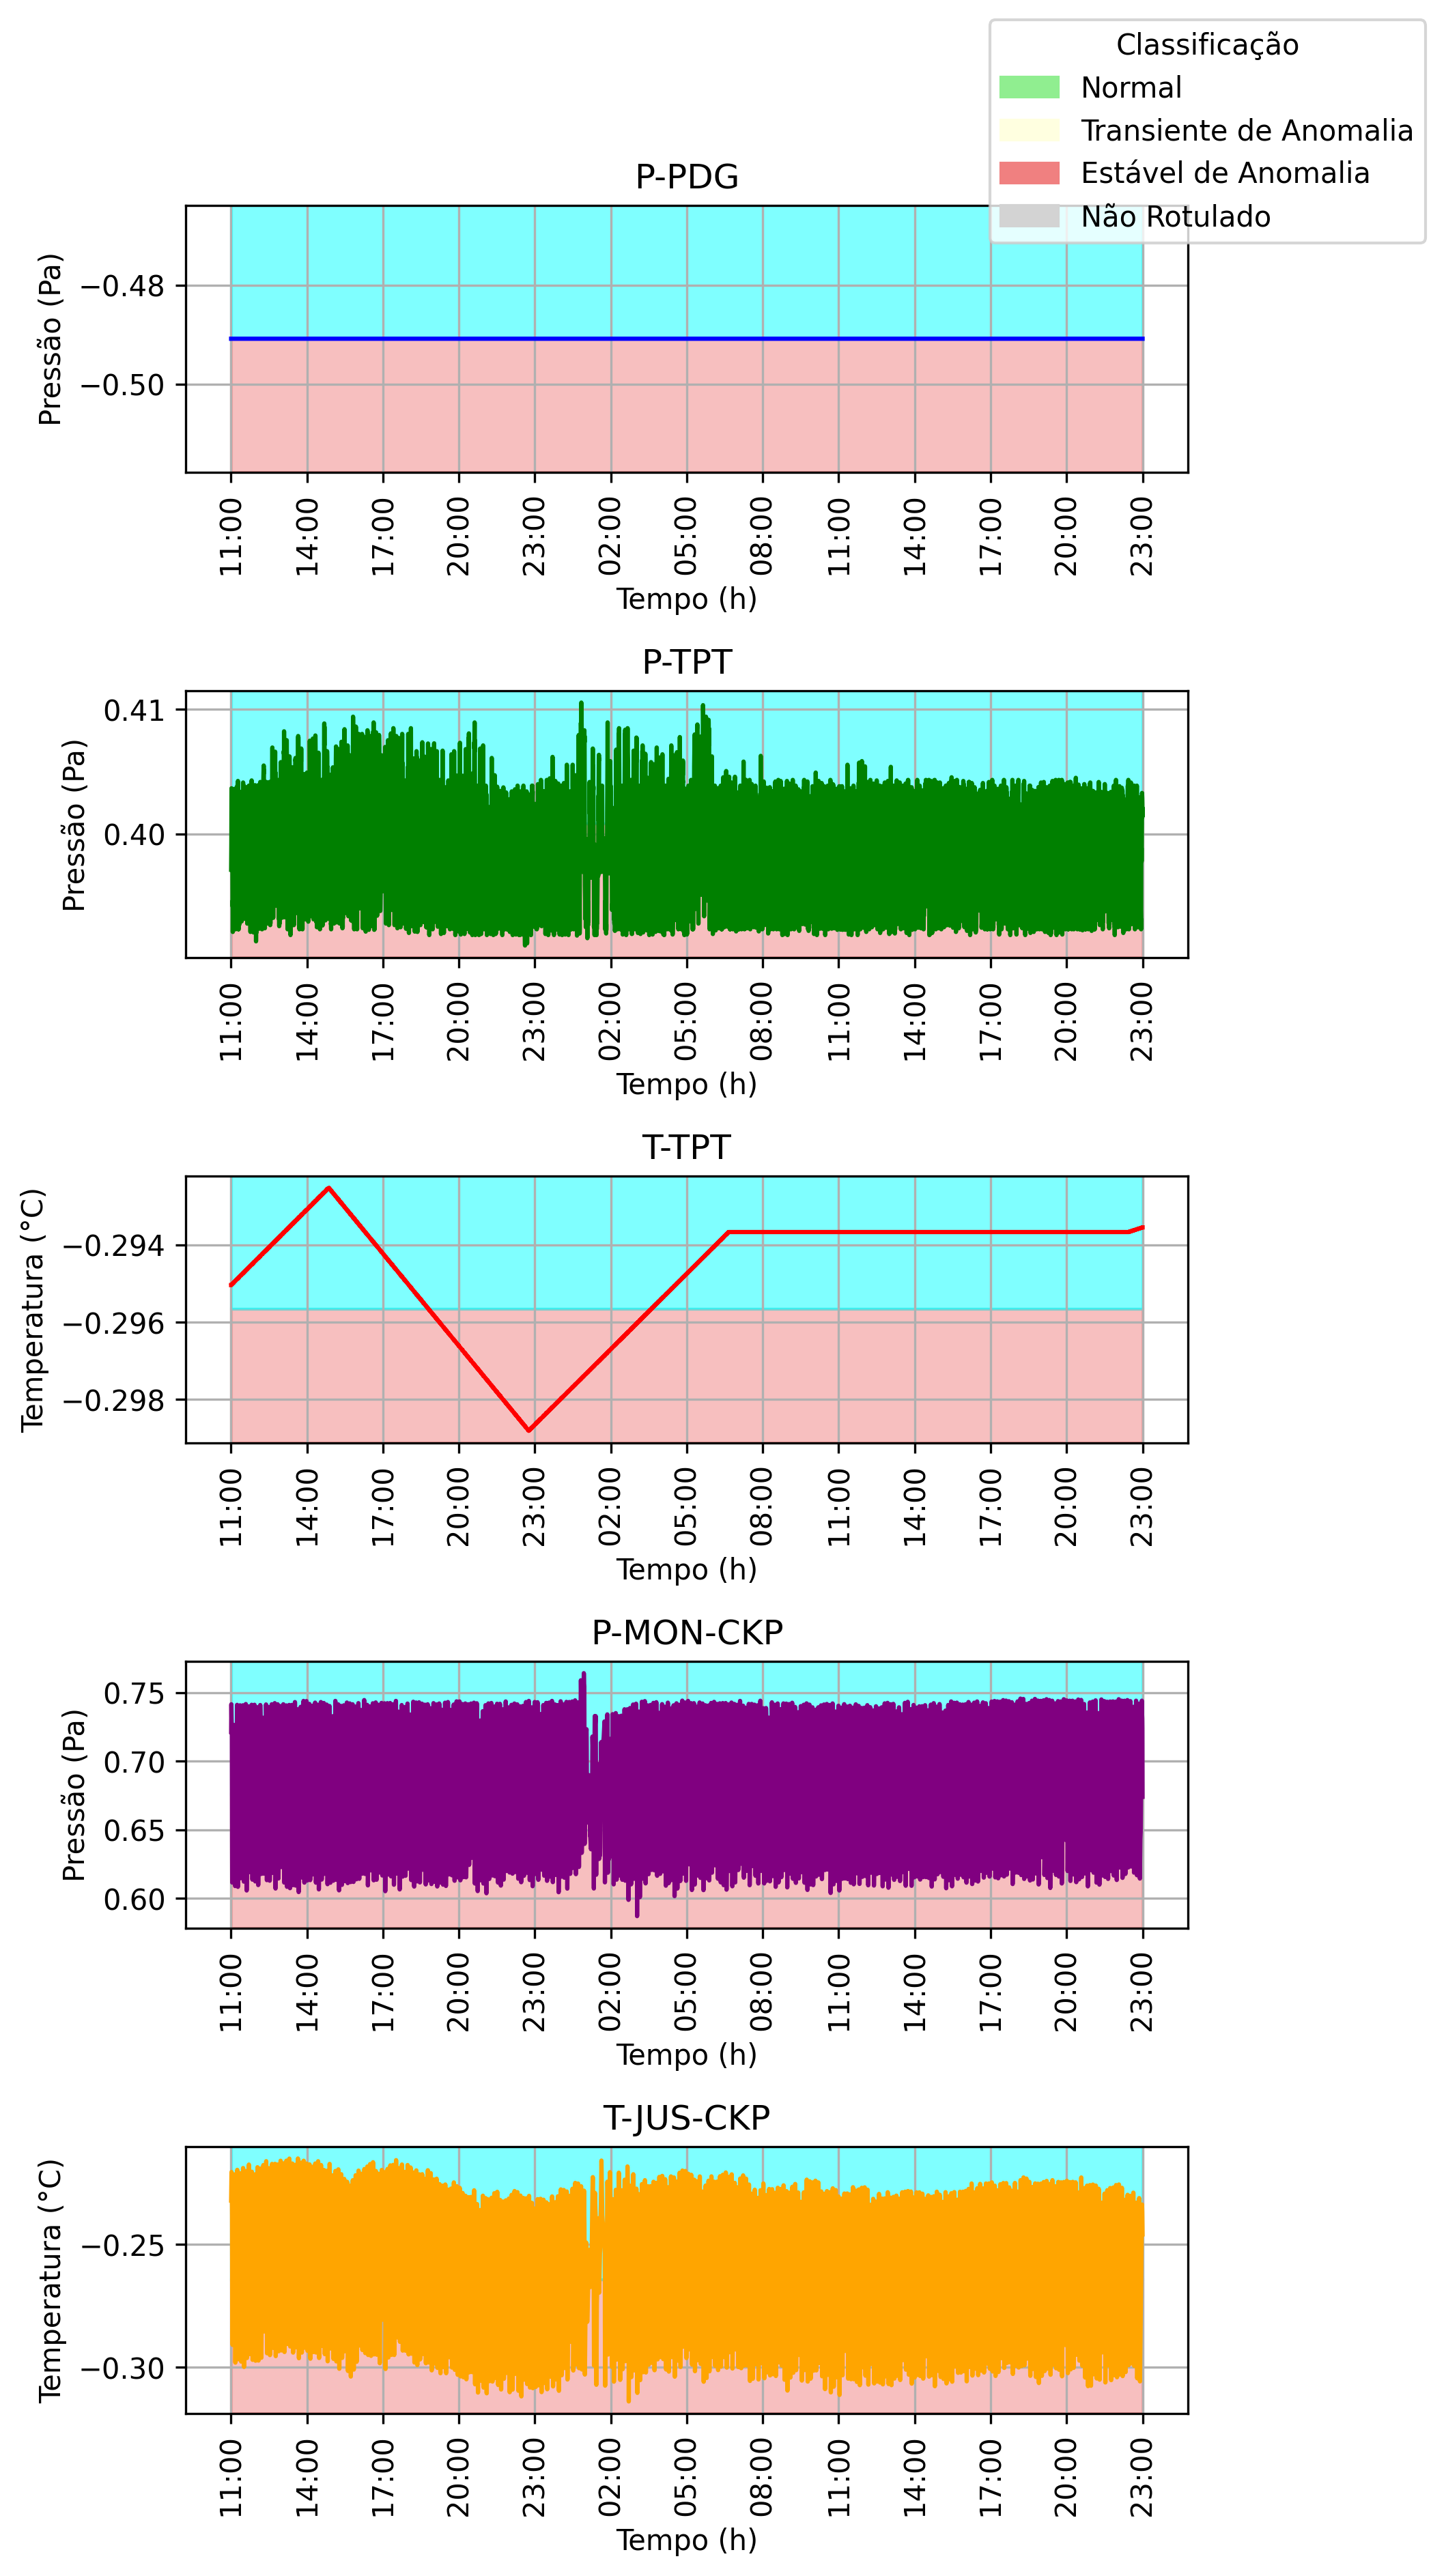 Classificação
Normal
Transiente de Anomalia
Estável de Anomalia
Não Rotulado
P-PDG
Pressão (Pa)
−0.48
−0.50
11:00 14:00 17:00 20:00 23:00 02:00 05:00 08:00 11:00 14:00 17:00 20:00 23:00
Tempo (h)
P-TPT
Pressão (Pa)
0.41
0.40
11:00 14:00 17:00 20:00 23:00 02:00 05:00 08:00 11:00 14:00 17:00 20:00 23:00
Tempo (h)
T-TPT
Temperatura (°C)
−0.294
−0.296
−0.298
11:00 14:00 17:00 20:00 23:00 02:00 05:00 08:00 11:00 14:00 17:00 20:00 23:00
Tempo (h)
P-MON-CKP
Pressão (Pa)
0.75
0.70
0.65
0.60
11:00 14:00 17:00 20:00 23:00 02:00 05:00 08:00 11:00 14:00 17:00 20:00 23:00
Tempo (h)
T-JUS-CKP
Temperatura (°C)
−0.25
−0.30
11:00 14:00 17:00 20:00 23:00 02:00 05:00 08:00 11:00 14:00 17:00 20:00 23:00
Tempo (h)